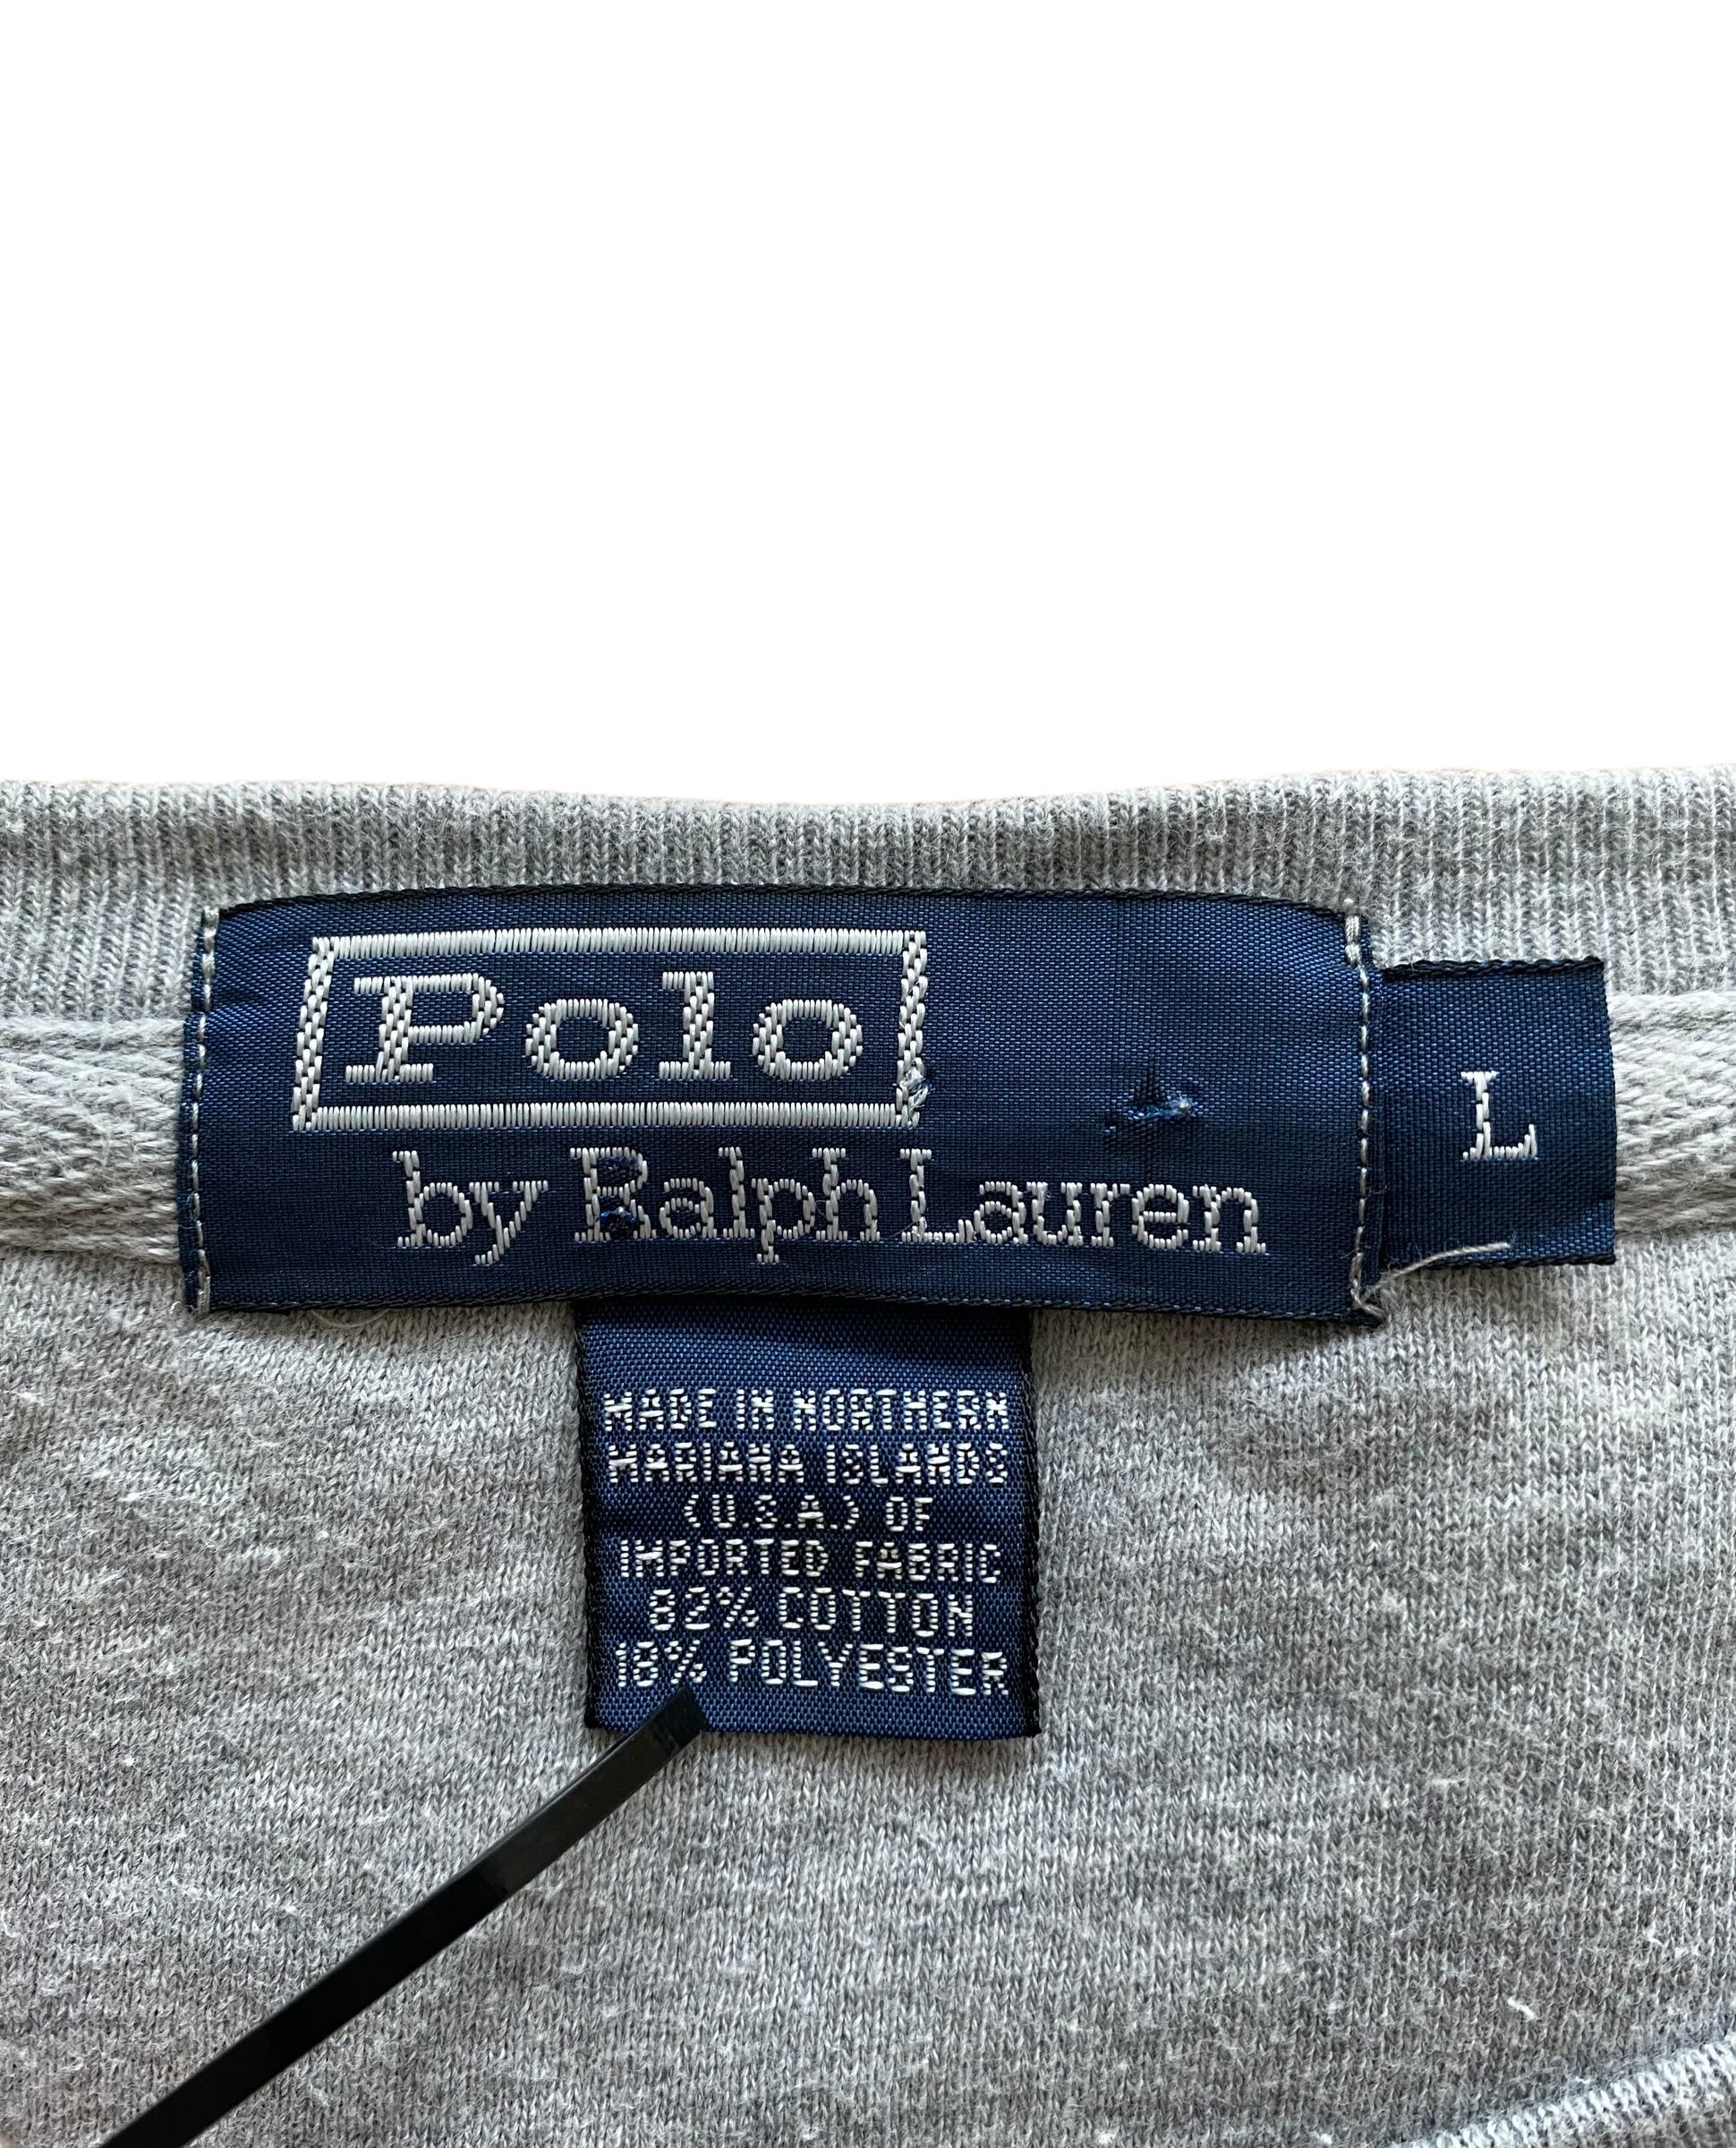 Polo
by Ralph Lauren
L
MADE IN NORTHERN
MARIANA ISLANDS
(U.S.A.) OF
IMPORTED FABRIC
82% COTTON
18% POLYESTER